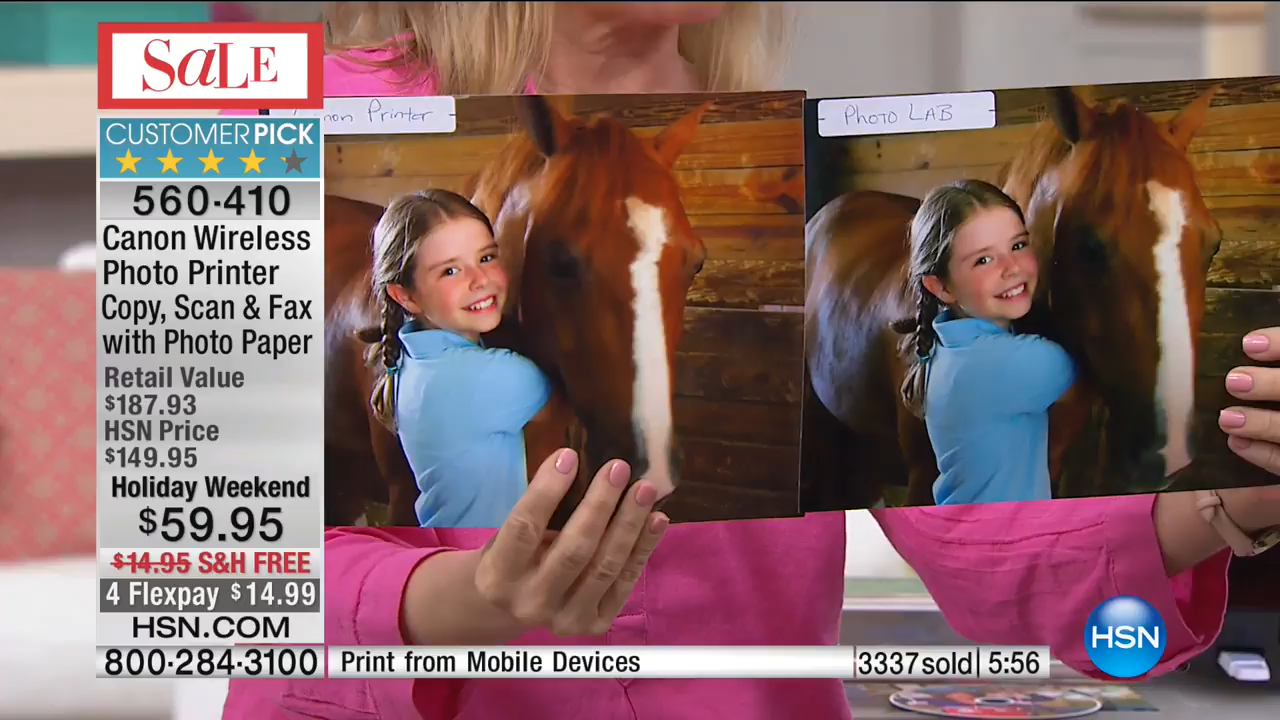 SALE
CUSTOMER PICK
560-410
Canon Wireless
Photo Printer
Copy, Scan & Fax
with Photo Paper
Retail Value
$187.93
HSN Price
$149.95
Holiday Weekend
$59.95
$14.95 S&H FREE
4 Flexpay $14.99
HSN.COM
800-284-3100
Print from Mobile Devices
3337 sold
5:56
Printer
PHOTO LAB
HSN